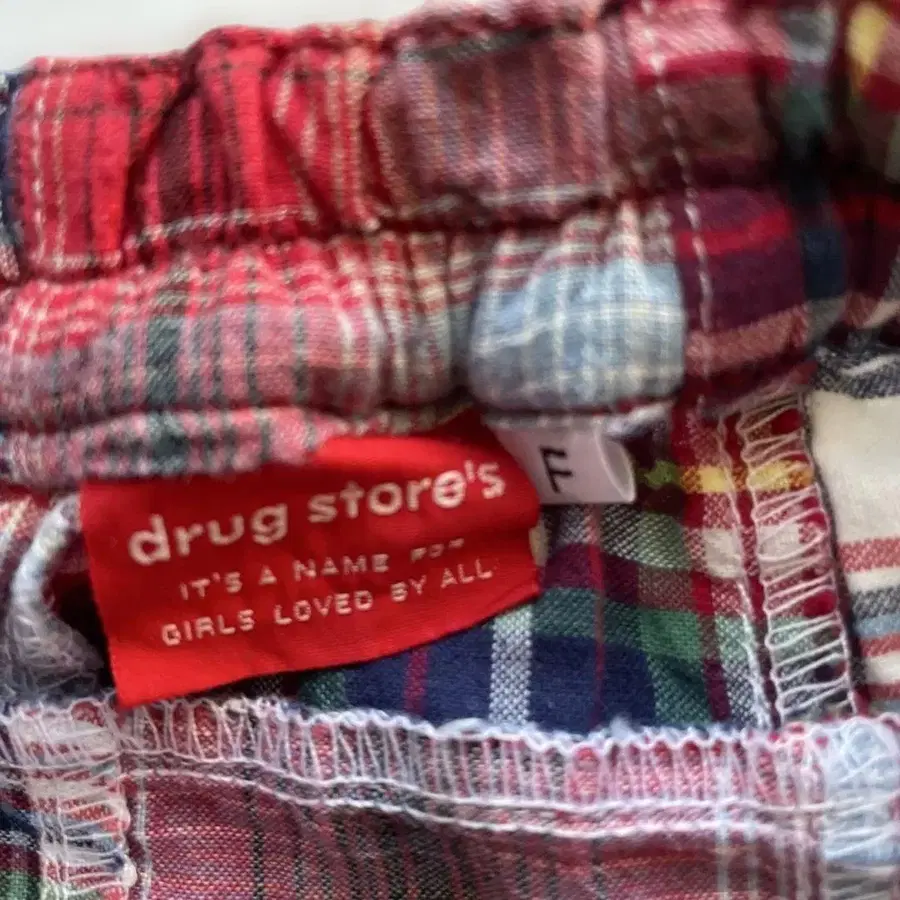 drug store's
F
IT'S A NAME FOR
GIRLS LOVED BY ALL